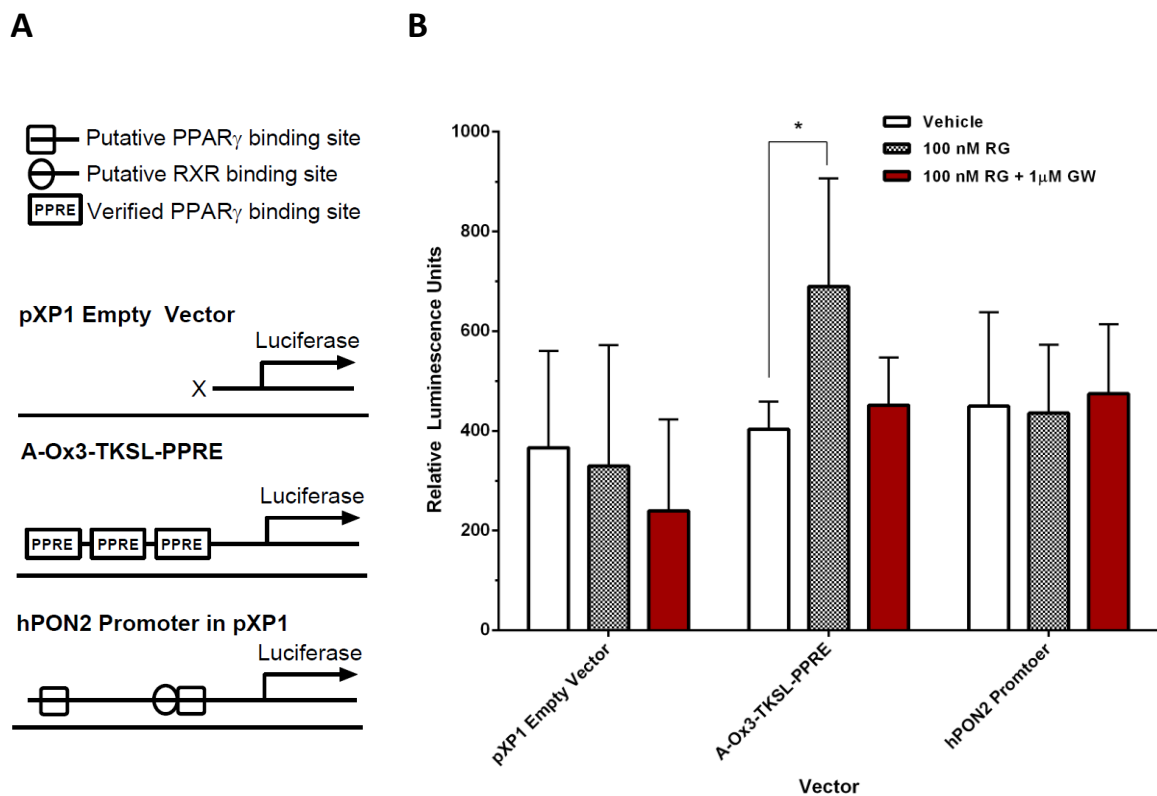 A
Putative PPARγ binding site
Putative RXR binding site
PPRE Verified PPARγ binding site
pXP1 Empty Vector
Luciferase
X
A-Ox3-TKSL-PPRE
Luciferase
PPRE PPRE PPRE
hPON2 Promoter in pXP1
Luciferase
B
Vehicle
100 nM RG
100 nM RG + 1µM GW
*
Relative Luminescence Units
1000
800
600
400
200
0
pXP1 Empty Vector
A-Ox3-TKSL-PPRE
hPON2 Promtoer
Vector